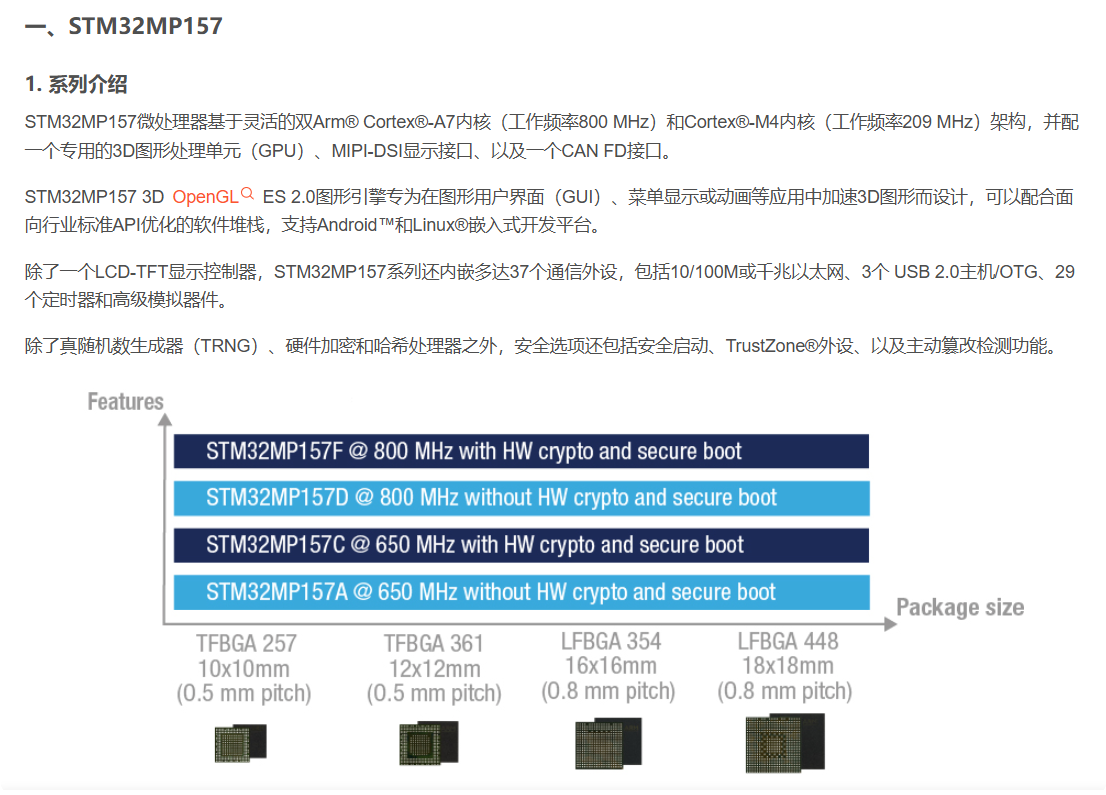 一、STM32MP157
1. 系列介绍
STM32MP157微处理器基于灵活的双Arm® Cortex®-A7内核（工作频率800 MHz）和Cortex®-M4内核（工作频率209 MHz）架构，并配
一个专用的3D图形处理单元（GPU）、MIPI-DSI显示接口、以及一个CAN FD接口。
STM32MP157 3D OpenGL ES 2.0图形引擎专为在图形用户界面（GUI）、菜单显示或动画等应用中加速3D图形而设计，可以配合面
向行业标准API优化的软件堆栈，支持Android™和Linux®嵌入式开发平台。
除了一个LCD-TFT显示控制器，STM32MP157系列还内嵌多达37个通信外设，包括10/100M或千兆以太网、3个 USB 2.0主机/OTG、29
个定时器和高级模拟器件。
除了真随机数生成器（TRNG）、硬件加密和哈希处理器之外，安全选项还包括安全启动、TrustZone®外设、以及主动篡改检测功能。
Features
STM32MP157F @ 800 MHz with HW crypto and secure boot
STM32MP157D @ 800 MHz without HW crypto and secure boot
STM32MP157C @ 650 MHz with HW crypto and secure boot
STM32MP157A @ 650 MHz without HW crypto and secure boot
Package size
TFBGA 257
10x10mm
(0.5 mm pitch)
TFBGA 361
12x12mm
(0.5 mm pitch)
LFBGA 354
16x16mm
(0.8 mm pitch)
LFBGA 448
18x18mm
(0.8 mm pitch)